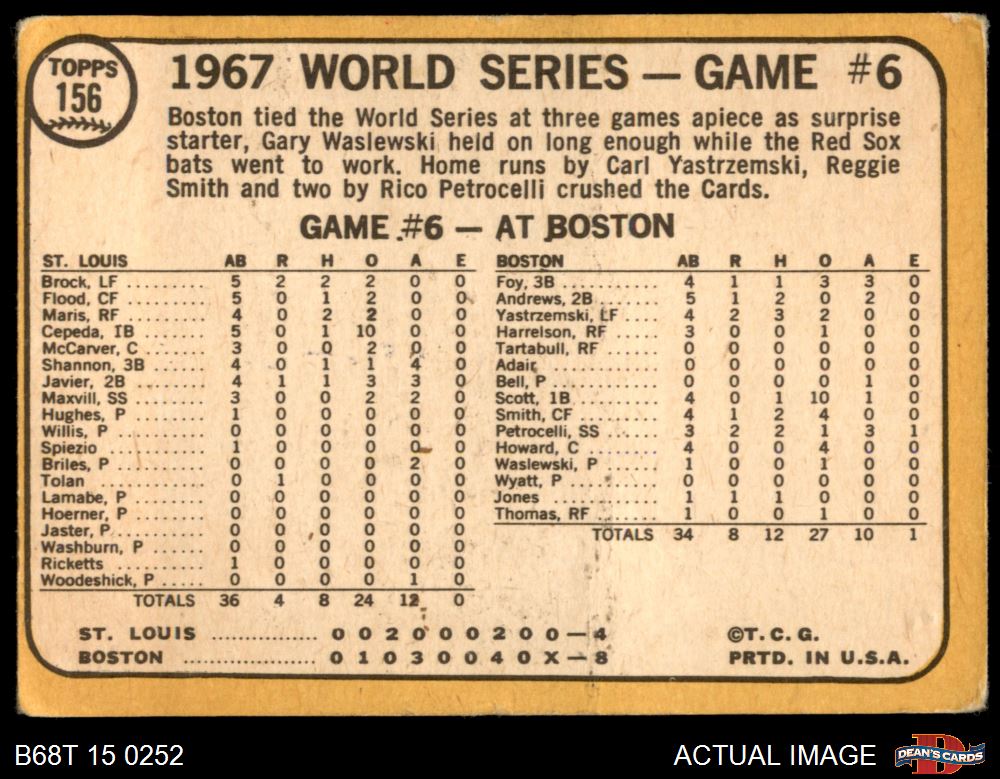 TOPPS
156
1967 WORLD SERIES — GAME #6
Boston tied the World Series at three games apiece as surprise
starter, Gary Waslewski held on long enough while the Red Sox
bats went to work. Home runs by Carl Yastrzemski, Reggie
Smith and two by Rico Petrocelli crushed the Cards.
GAME #6 — AT BOSTON
ST. LOUIS AB R H O A E
Brock, LF .......... 5 2 2 2 0 0
Flood, CF .......... 5 0 1 2 0 0
Maris, RF .......... 4 0 2 2 0 0
Cepeda, 1B ........ 5 0 1 10 0 0
McCarver, C ....... 3 0 0 2 0 0
Shannon, 3B ....... 4 0 1 1 4 0
Javier, 2B ......... 4 1 1 3 3 0
Maxvill, SS ........ 3 0 0 2 2 0
Hughes, P ......... 1 0 0 0 0 0
Willis, P ........... 0 0 0 0 0 0
Spiezio ............ 1 0 0 0 0 0
Briles, P ........... 0 0 0 0 2 0
Tolan .............. 0 1 0 0 0 0
Lamabe, P ......... 0 0 0 0 0 0
Hoerner, P ........ 0 0 0 0 0 0
Jaster, P .......... 0 0 0 0 0 0
Washburn, P ...... 0 0 0 0 0 0
Ricketts ........... 1 0 0 0 0 0
Woodeshick, P ..... 0 0 0 0 1 0
TOTALS 36 4 8 24 12 0
BOSTON AB R H O A E
Foy, 3B ............ 4 1 1 3 3 0
Andrews, 2B ....... 5 1 2 0 2 0
Yastrzemski, LF .... 4 2 3 2 0 0
Harrelson, RF ...... 3 0 0 1 0 0
Tartabull, RF ....... 0 0 0 0 0 0
Adair .............. 0 0 0 0 0 0
Bell, P ............. 0 0 0 0 1 0
Scott, 1B .......... 4 0 1 10 1 0
Smith, CF .......... 4 1 2 4 0 0
Petrocelli, SS ...... 3 2 2 1 3 1
Howard, C ......... 4 0 0 4 0 0
Waslewski, P ...... 1 0 0 1 0 0
Wyatt, P ........... 0 0 0 0 0 0
Jones .............. 1 1 1 0 0 0
Thomas, RF ........ 1 0 0 1 0 0
TOTALS 34 8 12 27 10 1
ST. LOUIS .............. 0 0 2 0 0 0 2 0 0 — 4
BOSTON ................ 0 1 0 3 0 0 4 0 X — 8
©T. C. G.
PRTD. IN U.S.A.
B68T 15 0252
ACTUAL IMAGE
D
DEAN'S CARDS